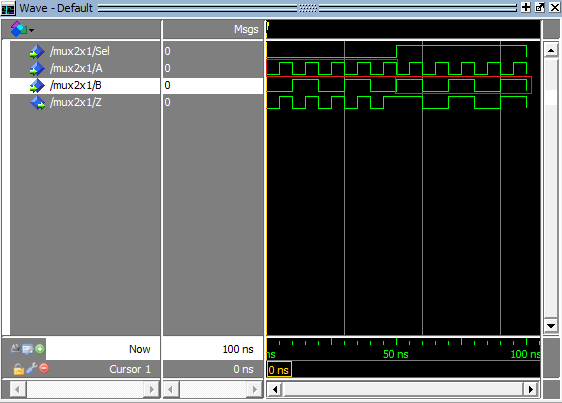 Wave - Default
Msgs
/mux2x1/Sel 0
/mux2x1/A 0
/mux2x1/B 0
/mux2x1/Z 0
Now 100 ns
ns 50 ns 100 ns
Cursor 1 0 ns
0 ns